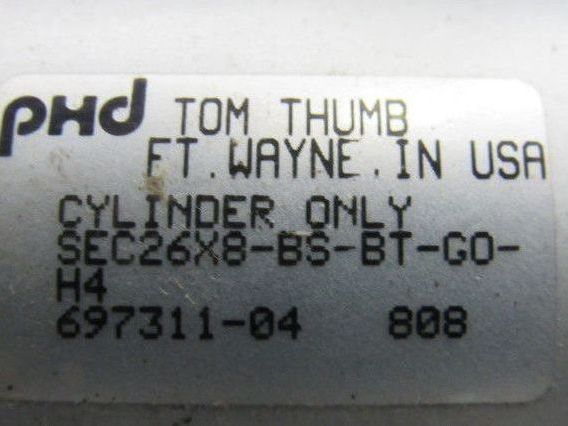 PHD TOM THUMB
FT. WAYNE. IN USA
CYLINDER ONLY
SEC26X8-BS-BT-GO-
H4
697311-04 808